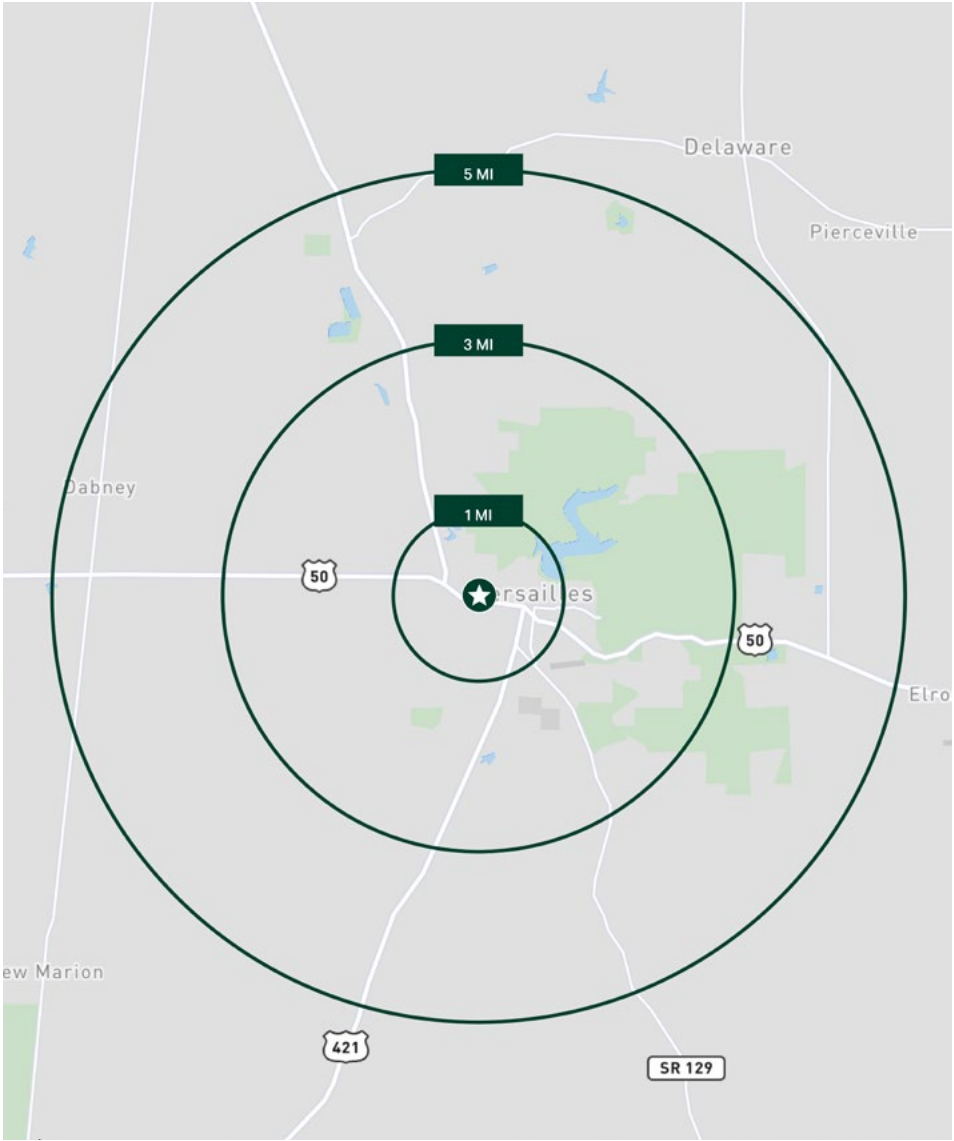 Delaware
5 MI
Pierceville
3 MI
Dabney
1 MI
50
ersailles
50
Elro
ew Marion
421
SR 129